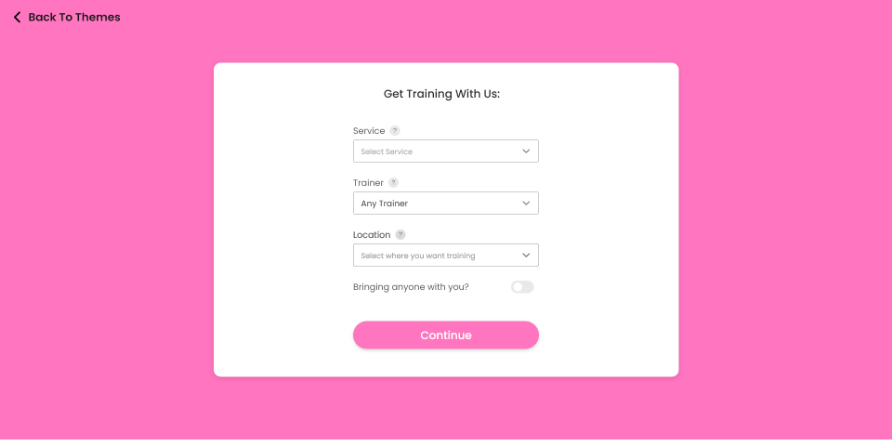 Back To Themes
Get Training With Us:
Service ?
Select Service
Trainer ?
Any Trainer
Location ?
Select where you want training
Bringing anyone with you?
Continue